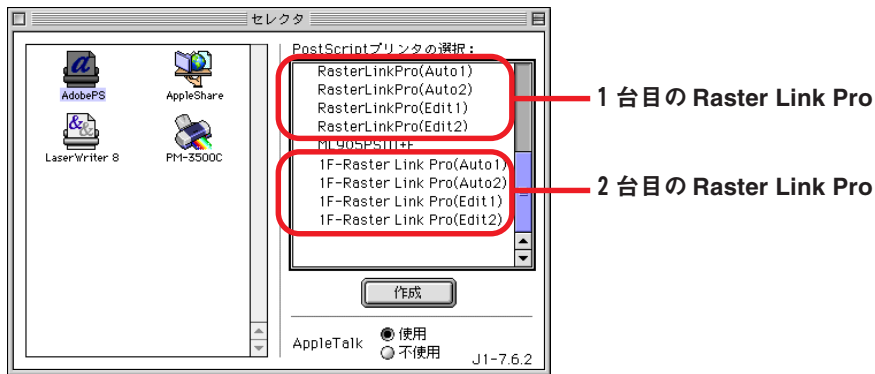 セレクタ
AdobePS
AppleShare
LaserWriter 8
PM-3500C
PostScriptプリンタの選択：
RasterLinkPro(Auto1)
RasterLinkPro(Auto2)
RasterLinkPro(Edit1)
RasterLinkPro(Edit2)
ML905PSIII+F
1F-Raster Link Pro(Auto1)
1F-Raster Link Pro(Auto2)
1F-Raster Link Pro(Edit1)
1F-Raster Link Pro(Edit2)
作成
AppleTalk
使用
不使用
J1-7.6.2
1 台目の Raster Link Pro
2 台目の Raster Link Pro